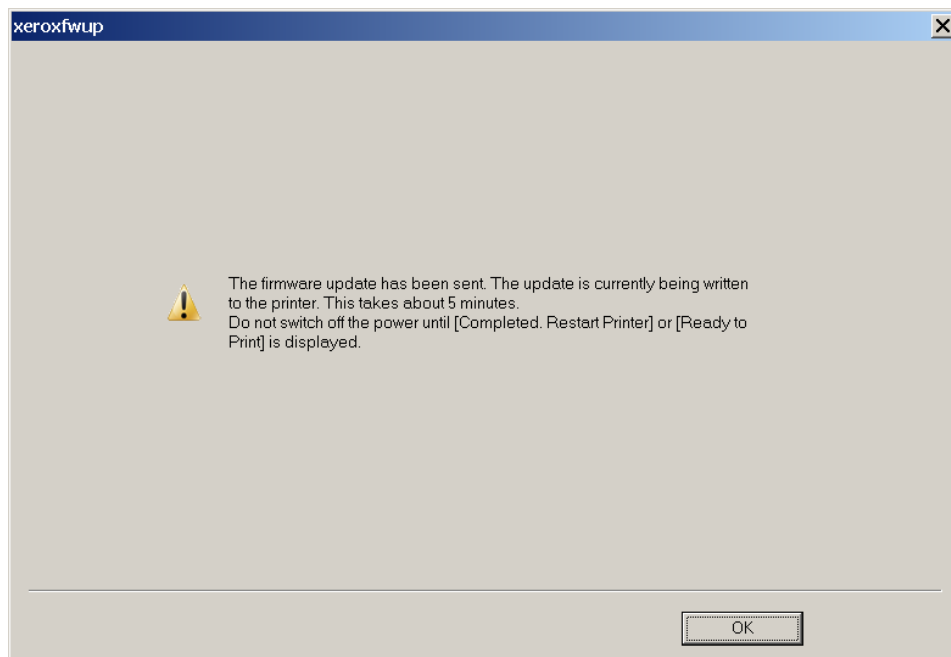 xeroxfwup
The firmware update has been sent. The update is currently being written
to the printer. This takes about 5 minutes.
Do not switch off the power until [Completed. Restart Printer] or [Ready to
Print] is displayed.
OK